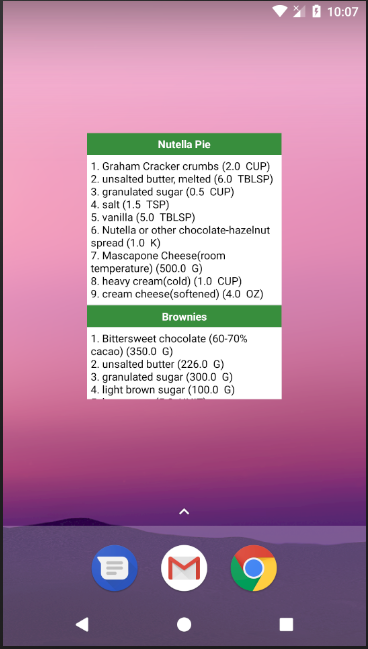 10:07
Nutella Pie
1. Graham Cracker crumbs (2.0  CUP)
2. unsalted butter, melted (6.0  TBLSP)
3. granulated sugar (0.5  CUP)
4. salt (1.5  TSP)
5. vanilla (5.0  TBLSP)
6. Nutella or other chocolate-hazelnut
spread (1.0  K)
7. Mascapone Cheese(room
temperature) (500.0  G)
8. heavy cream(cold) (1.0  CUP)
9. cream cheese(softened) (4.0  OZ)
Brownies
1. Bittersweet chocolate (60-70%
cacao) (350.0  G)
2. unsalted butter (226.0  G)
3. granulated sugar (300.0  G)
4. light brown sugar (100.0  G)